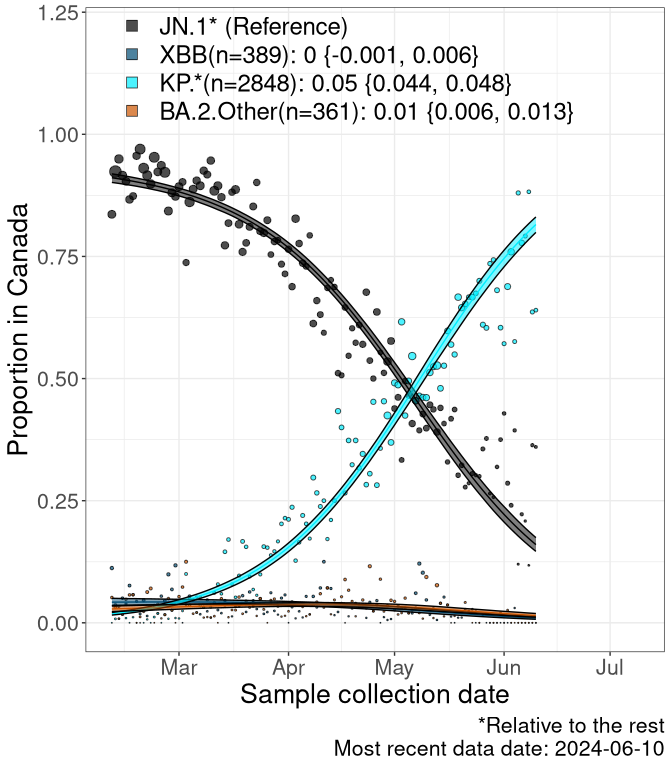 JN.1* (Reference)
XBB(n=389): 0 {-0.001, 0.006}
KP.*(n=2848): 0.05 {0.044, 0.048}
BA.2.Other(n=361): 0.01 {0.006, 0.013}
1.25
1.00
0.75
0.50
0.25
0.00
Proportion in Canada
Mar Apr May Jun Jul
Sample collection date
*Relative to the rest
Most recent data date: 2024-06-10